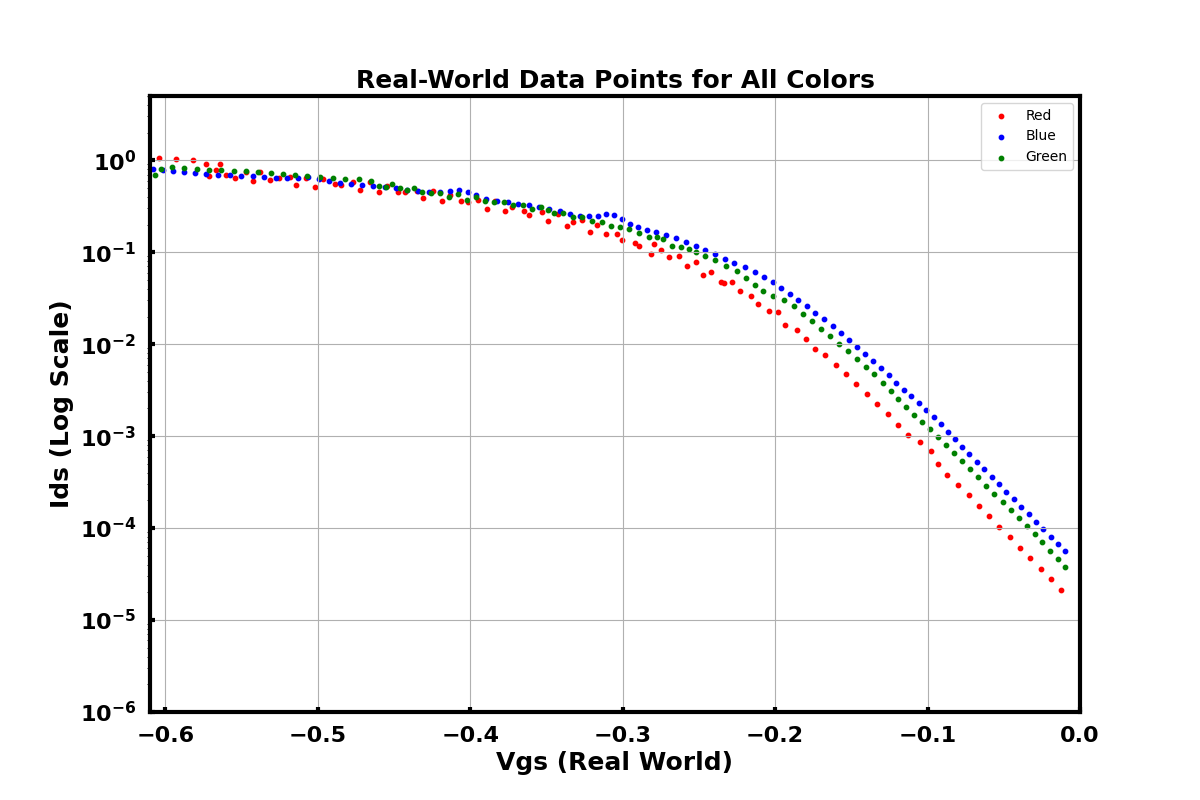 Real-World Data Points for All Colors
Red
Blue
Green
10⁰
10⁻¹
10⁻²
10⁻³
10⁻⁴
10⁻⁵
10⁻⁶
Ids (Log Scale)
−0.6 −0.5 −0.4 −0.3 −0.2 −0.1 0.0
Vgs (Real World)